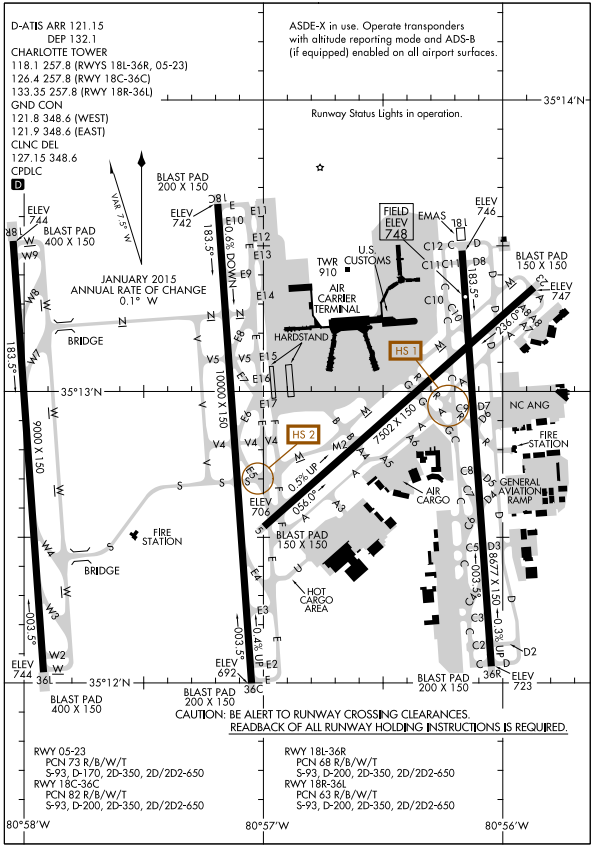 D-ATIS ARR 121.15
DEP 132.1
CHARLOTTE TOWER
118.1 257.8 (RWYS 18L-36R, 05-23)
126.4 257.8 (RWY 18C-36C)
133.35 257.8 (RWY 18R-36L)
GND CON
121.8 348.6 (WEST)
121.9 348.6 (EAST)
CLNC DEL
127.15 348.6
CPDLC
D
ASDE-X in use. Operate transponders
with altitude reporting mode and ADS-B
(if equipped) enabled on all airport surfaces.
35°14'N
Runway Status Lights in operation.
VAR 7.5° W
JANUARY 2015
ANNUAL RATE OF CHANGE
0.1° W
BLAST PAD
200 X 150
18C
ELEV
742
ELEV
744
18R
BLAST PAD
400 X 150
FIELD
ELEV
748
EMAS
18L
ELEV
746
BLAST PAD
150 X 150
23
ELEV
747
U.S.
CUSTOMS
TWR
910
AIR
CARRIER
TERMINAL
HARDSTAND
HS 1
HS 2
183.5°
0.6% DOWN
183.5°
183.5°
236.0°
E
E11
E10
E12
E13
E9
E14
E8
E15
E7
E16
E17
E6
E5
E4
E3
E2
E
W
W9
W8
W7
W
W4
W
W3
W2
W
N
N
V
V5
V5
V4
V4
V4
S
S
S
S
F
F
M
M
M
M2
B
B
A4
A5
A6
A
A3
A
R
G
C12
C
C11
C11
C10
C10
D
D8
D
A8
A8
C9
D7
D6
C8
C7
D5
D4
C6
C5
D3
C4
C3
D
C2
C
D
D2
U
BRIDGE
35°13'
9000 X 150
10000 X 150
7502 X 150
8677 X 150
0.5% UP
056.0°
ELEV
706
5
BLAST PAD
150 X 150
NC ANG
FIRE
STATION
GENERAL
AVIATION
RAMP
AIR
CARGO
FIRE
STATION
BRIDGE
HOT
CARGO
AREA
003.5°
003.5°
0.4% UP
003.5°
0.3% UP
ELEV
744
36L
BLAST PAD
400 X 150
35°12'N
ELEV
692
36C
BLAST PAD
200 X 150
BLAST PAD
200 X 150
36R
ELEV
723
CAUTION: BE ALERT TO RUNWAY CROSSING CLEARANCES.
READBACK OF ALL RUNWAY HOLDING INSTRUCTIONS IS REQUIRED.
RWY 05-23
PCN 73 R/B/W/T
S-93, D-170, 2D-350, 2D/2D2-650
RWY 18C-36C
PCN 82 R/B/W/T
S-93, D-200, 2D-350, 2D/2D2-650
RWY 18L-36R
PCN 68 R/B/W/T
S-93, D-200, 2D-350, 2D/2D2-650
RWY 18R-36L
PCN 63 R/B/W/T
S-93, D-200, 2D-350, 2D/2D2-650
80°58'W
80°57'W
80°56'W